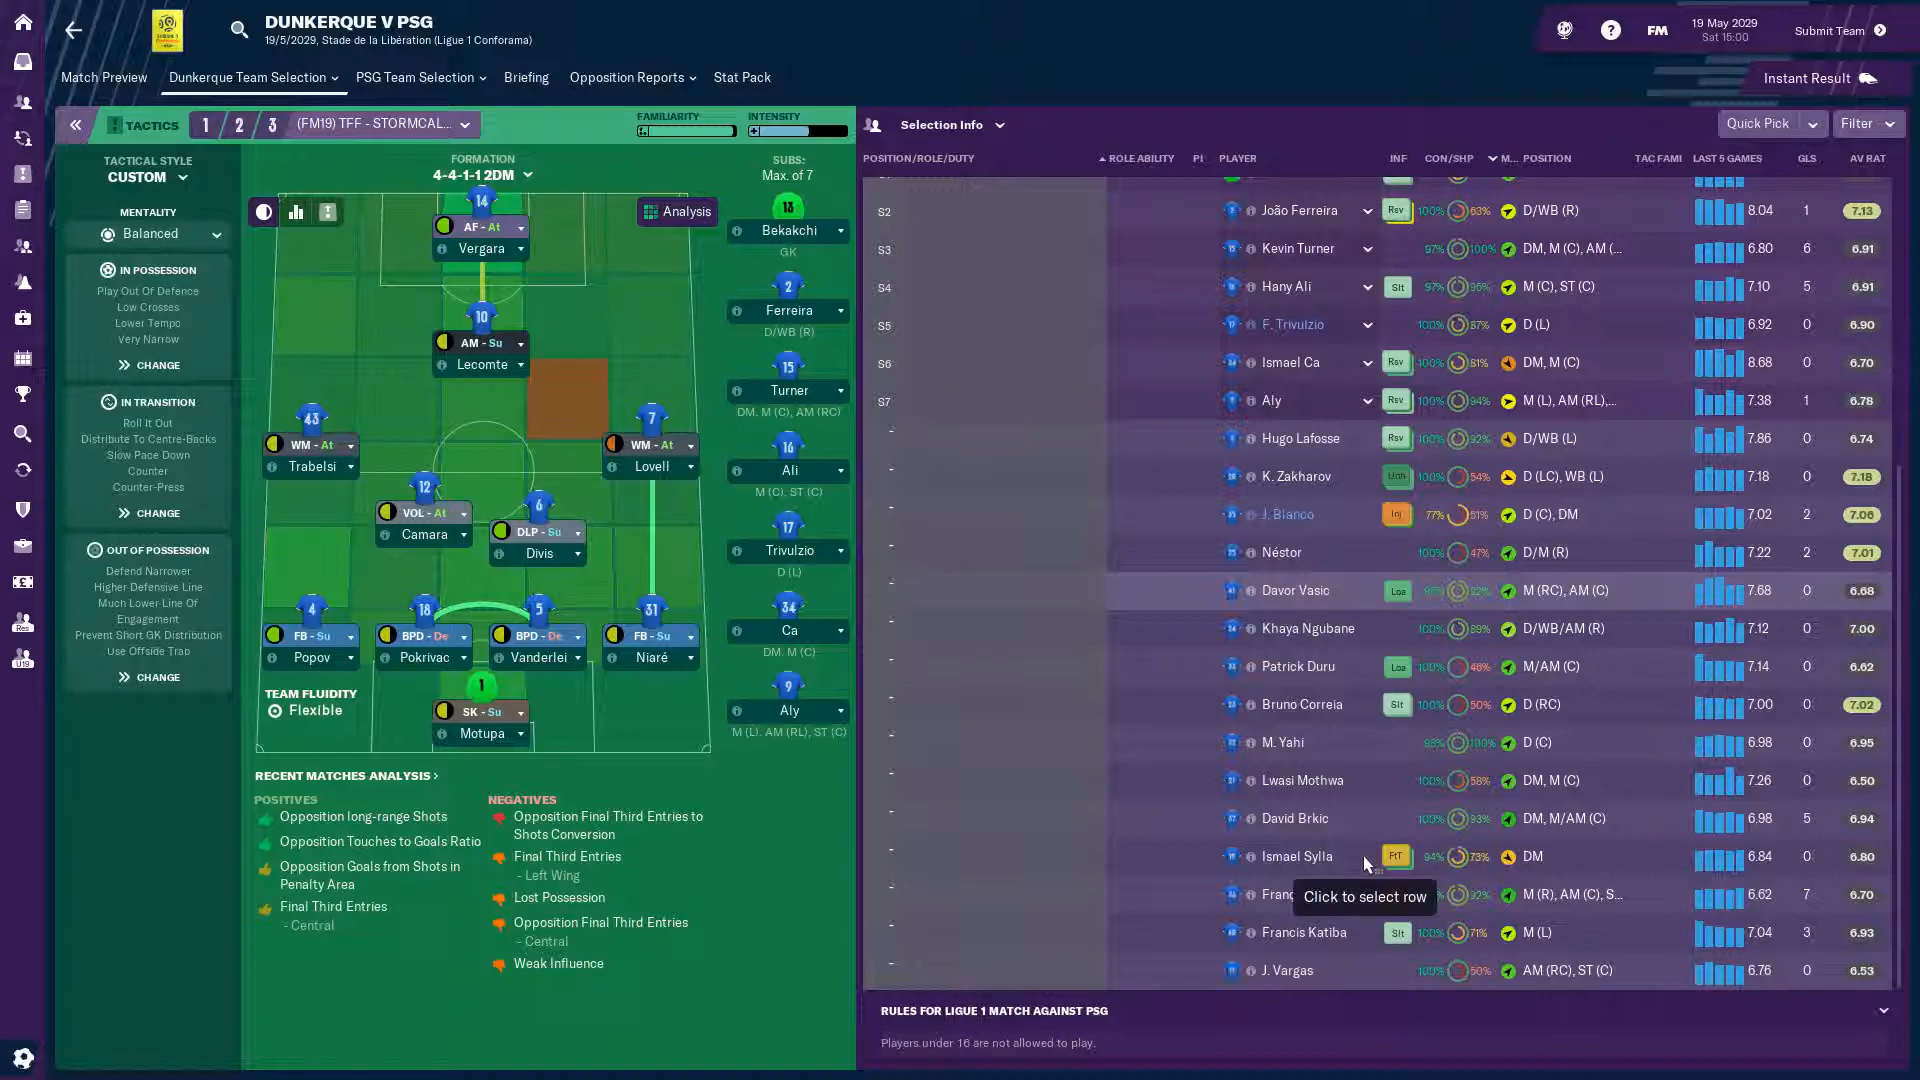 DUNKERQUE V PSG
19/5/2029, Stade de la Libération (Ligue 1 Conforama)
FM
19 May 2029
Sat 15:00
Submit Team
Match Preview
Dunkerque Team Selection
PSG Team Selection
Briefing
Opposition Reports
Stat Pack
Instant Result
TACTICS
1 2 3
(FM19) TFF - STORMCAL...
FAMILIARITY
INTENSITY
TACTICAL STYLE
CUSTOM
MENTALITY
Balanced
IN POSSESSION
Play Out Of Defence
Low Crosses
Lower Tempo
Very Narrow
CHANGE
IN TRANSITION
Roll It Out
Distribute To Centre-Backs
Slow Pace Down
Counter
Counter-Press
CHANGE
OUT OF POSSESSION
Defend Narrower
Higher Defensive Line
Much Lower Line Of
Engagement
Prevent Short GK Distribution
Use Offside Trap
CHANGE
FORMATION
4-4-1-1 2DM
Analysis
14
AF - At
Vergara
10
AM - Su
Lecomte
43
WM - At
Trabelsi
7
WM - At
Lovell
12
VOL - At
Camara
6
DLP - Su
Divis
4
FB - Su
Popov
18
BPD - De
Pokrivac
5
BPD - De
Vanderlei
31
FB - Su
Niaré
1
SK - Su
Motupa
TEAM FLUIDITY
Flexible
SUBS:
Max. of 7
13
Bekakchi
GK
2
Ferreira
D/WB (R)
15
Turner
DM, M (C), AM (RC)
16
Ali
M (C), ST (C)
17
Trivulzio
D (L)
34
Ca
DM, M (C)
9
Aly
M (L), AM (RL), ST (C)
RECENT MATCHES ANALYSIS
POSITIVES
Opposition long-range Shots
Opposition Touches to Goals Ratio
Opposition Goals from Shots in
Penalty Area
Final Third Entries
- Central
NEGATIVES
Opposition Final Third Entries to
Shots Conversion
Final Third Entries
- Left Wing
Lost Possession
Opposition Final Third Entries
- Central
Weak Influence
Selection Info
Quick Pick
Filter
POSITION/ROLE/DUTY ROLE ABILITY PI PLAYER INF CON/SHP M... POSITION TAC FAMI LAST 5 GAMES GLS AV RAT
S2 João Ferreira Rsv 100% 63% D/WB (R) 8.04 1 7.13
S3 Kevin Turner 97% 100% DM, M (C), AM (... 6.80 6 6.91
S4 Hany Ali Slt 97% 95% M (C), ST (C) 7.10 5 6.91
S5 F. Trivulzio 100% 87% D (L) 6.92 0 6.90
S6 Ismael Ca Rsv 100% 81% DM, M (C) 8.68 0 6.70
S7 Aly Rsv 100% 94% M (L), AM (RL),... 7.38 1 6.78
- Hugo Lafosse Rsv 100% 92% D/WB (L) 7.86 0 6.74
- K. Zakharov Unh 100% 54% D (LC), WB (L) 7.18 0 7.18
- J. Blanco Inj 77% 51% D (C), DM 7.02 2 7.06
- Néstor 100% 47% D/M (R) 7.22 2 7.01
- Davor Vasic Loa 92% M (RC), AM (C) 7.68 0 6.68
- Khaya Ngubane 100% 89% D/WB/AM (R) 7.12 0 7.00
- Patrick Duru Loa 100% 46% M/AM (C) 7.14 0 6.62
- Bruno Correia Slt 100% 50% D (RC) 7.00 0 7.02
- M. Yahi 100% D (C) 6.98 0 6.95
- Lwasi Mothwa 100% 58% DM, M (C) 7.26 0 6.50
- David Brkic 100% 93% DM, M/AM (C) 6.98 5 6.94
- Ismael Sylla FtT 94% 73% DM 6.84 0 6.80
- Franc 92% M (R), AM (C), S... 6.62 7 6.70
Click to select row
- Francis Katiba Slt 100% 71% M (L) 7.04 3 6.93
- J. Vargas 100% 50% AM (RC), ST (C) 6.76 0 6.53
RULES FOR LIGUE 1 MATCH AGAINST PSG
Players under 16 are not allowed to play.
Res
U19